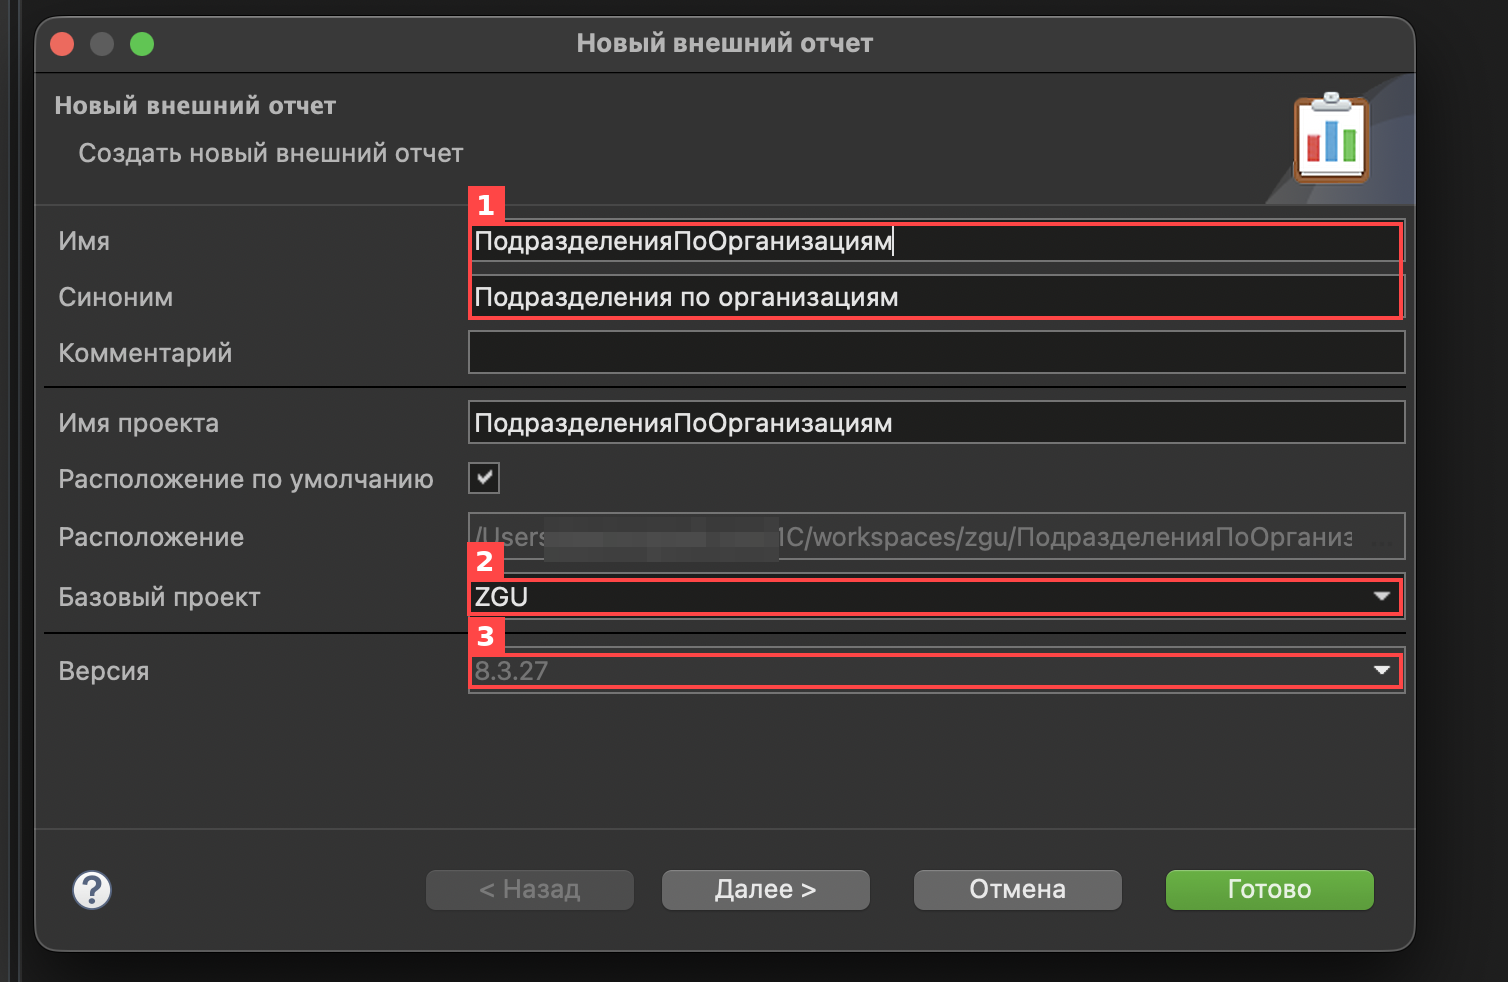 Новый внешний отчет
Новый внешний отчет
Создать новый внешний отчет
1
Имя ПодразделенияПоОрганизациям
Синоним Подразделения по организациям
Комментарий
Имя проекта ПодразделенияПоОрганизациям
Расположение по умолчанию
Расположение /Users 1C/workspaces/zgu/ПодразделенияПоОрганиз ...
2
Базовый проект ZGU
3
Версия 8.3.27
?
< Назад Далее > Отмена Готово